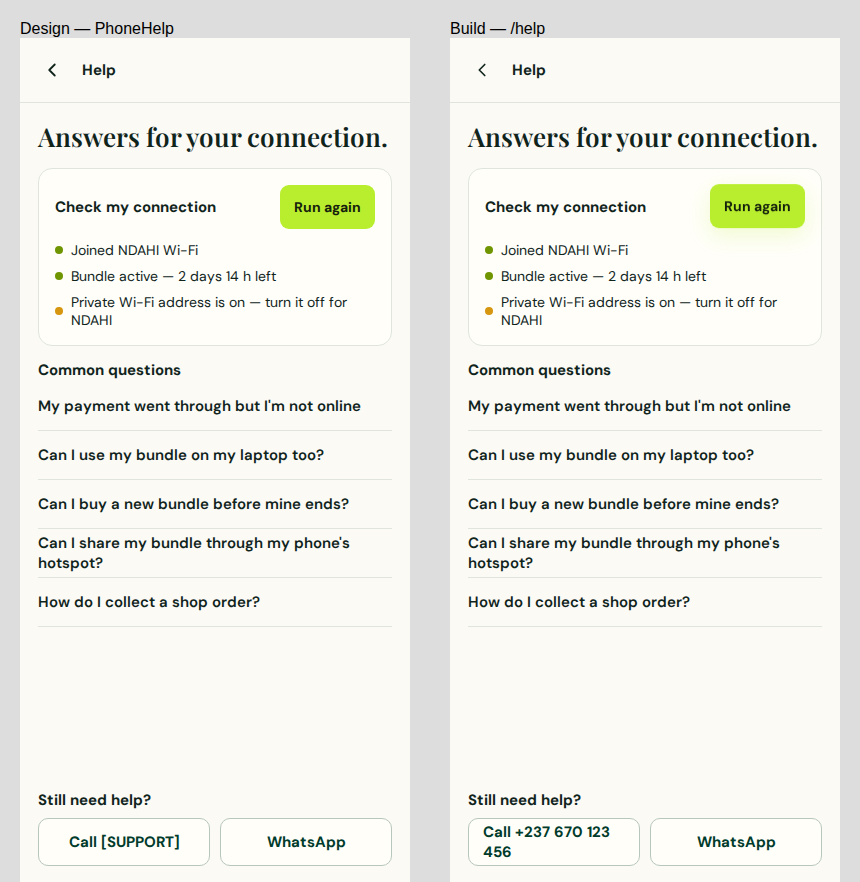 Design — PhoneHelp
Help
Answers for your connection.
Check my connection
Run again
Joined NDAHI Wi-Fi
Bundle active — 2 days 14 h left
Private Wi-Fi address is on — turn it off for
NDAHI
Common questions
My payment went through but I'm not online
Can I use my bundle on my laptop too?
Can I buy a new bundle before mine ends?
Can I share my bundle through my phone's
hotspot?
How do I collect a shop order?
Still need help?
Call [SUPPORT]
WhatsApp
Build — /help
Help
Answers for your connection.
Check my connection
Run again
Joined NDAHI Wi-Fi
Bundle active — 2 days 14 h left
Private Wi-Fi address is on — turn it off for
NDAHI
Common questions
My payment went through but I'm not online
Can I use my bundle on my laptop too?
Can I buy a new bundle before mine ends?
Can I share my bundle through my phone's
hotspot?
How do I collect a shop order?
Still need help?
Call +237 670 123
456
WhatsApp